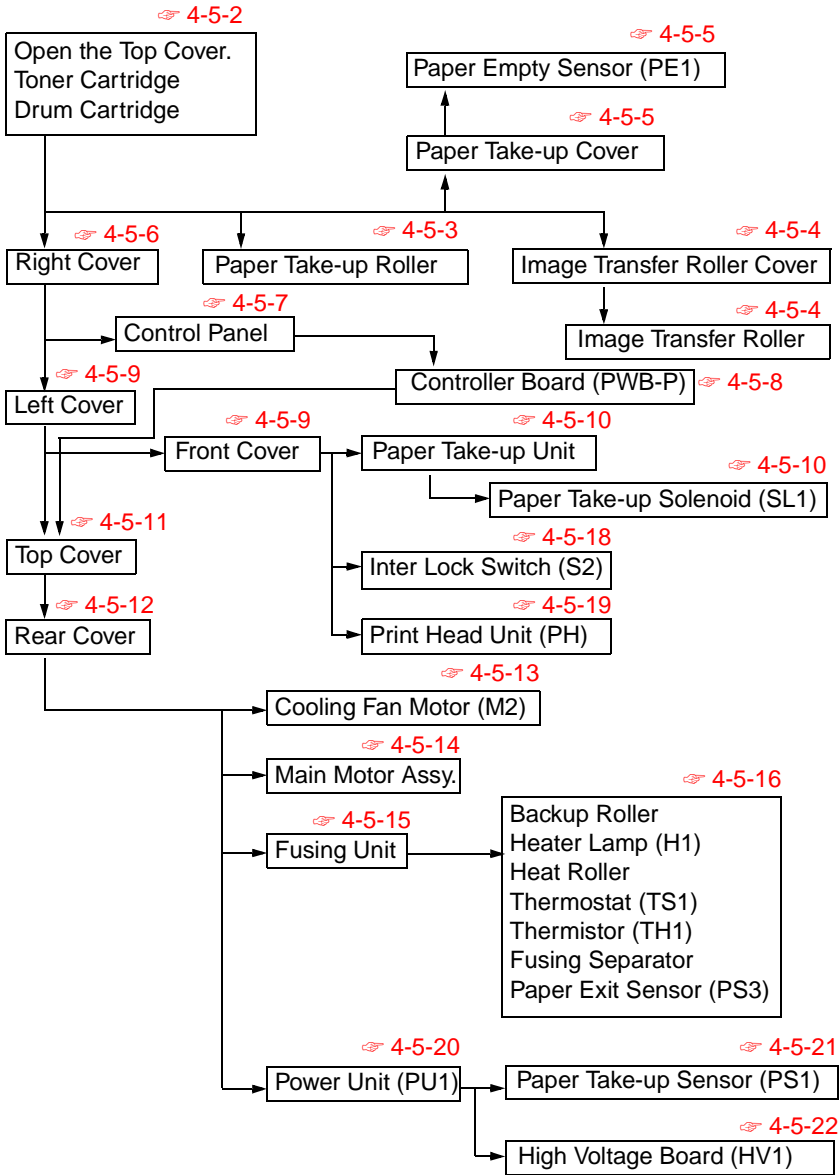 ☞ 4-5-2
Open the Top Cover.
Toner Cartridge
Drum Cartridge
☞ 4-5-5
Paper Empty Sensor (PE1)
☞ 4-5-5
Paper Take-up Cover
☞ 4-5-6
Right Cover
☞ 4-5-3
Paper Take-up Roller
☞ 4-5-4
Image Transfer Roller Cover
☞ 4-5-4
Image Transfer Roller
☞ 4-5-7
Control Panel
Controller Board (PWB-P) ☞ 4-5-8
☞ 4-5-9
Left Cover
☞ 4-5-9
Front Cover
☞ 4-5-10
Paper Take-up Unit
☞ 4-5-10
Paper Take-up Solenoid (SL1)
☞ 4-5-11
Top Cover
☞ 4-5-18
Inter Lock Switch (S2)
☞ 4-5-12
Rear Cover
☞ 4-5-19
Print Head Unit (PH)
☞ 4-5-13
Cooling Fan Motor (M2)
☞ 4-5-14
Main Motor Assy.
☞ 4-5-15
Fusing Unit
☞ 4-5-16
Backup Roller
Heater Lamp (H1)
Heat Roller
Thermostat (TS1)
Thermistor (TH1)
Fusing Separator
Paper Exit Sensor (PS3)
☞ 4-5-20
Power Unit (PU1)
☞ 4-5-21
Paper Take-up Sensor (PS1)
☞ 4-5-22
High Voltage Board (HV1)